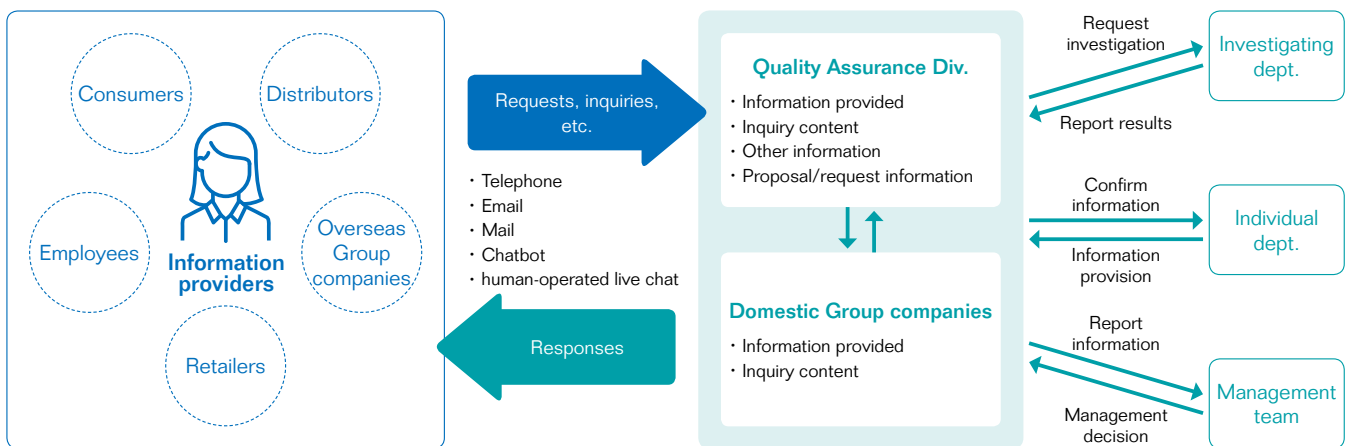 Consumers
Distributors
Employees
Information
providers
Overseas
Group
companies
Retailers
Requests, inquiries,
etc.
・Telephone
・Email
・Mail
・Chatbot
・human-operated live chat
Responses
Quality Assurance Div.
・Information provided
・Inquiry content
・Other information
・Proposal/request information
Domestic Group companies
・Information provided
・Inquiry content
Request
investigation
Report results
Investigating
dept.
Confirm
information
Information
provision
Individual
dept.
Report
information
Management
decision
Management
team